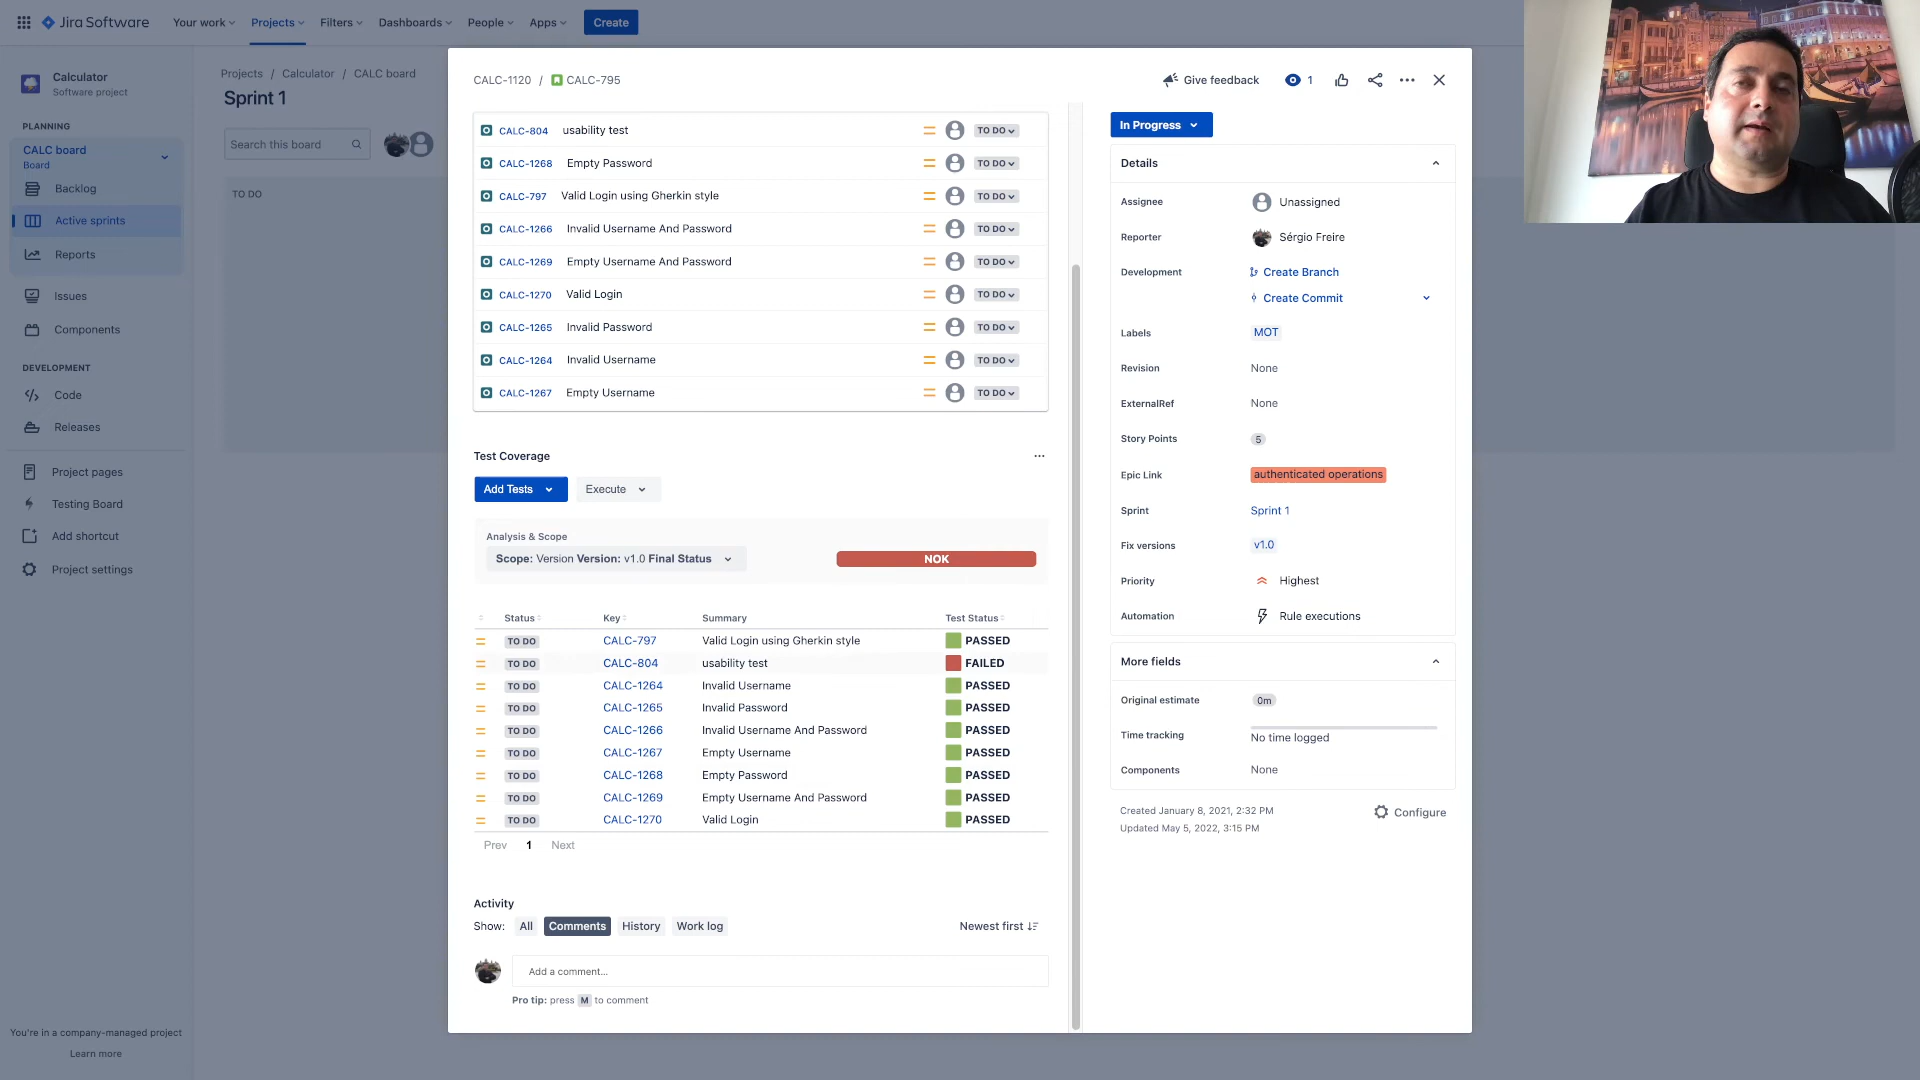 Jira Software
Your work
Projects
Filters
Dashboards
People
Apps
Create
Calculator
Software project
PLANNING
CALC board
Board
Backlog
Active sprints
Reports
Issues
Components
DEVELOPMENT
Code
Releases
Project pages
Testing Board
Add shortcut
Project settings
You're in a company-managed project
Learn more
Projects / Calculator / CALC board
Sprint 1
Search this board
TO DO
CALC-1120 / CALC-795
Give feedback
1
CALC-804 usability test TO DO
CALC-1268 Empty Password TO DO
CALC-797 Valid Login using Gherkin style TO DO
CALC-1266 Invalid Username And Password TO DO
CALC-1269 Empty Username And Password TO DO
CALC-1270 Valid Login TO DO
CALC-1265 Invalid Password TO DO
CALC-1264 Invalid Username TO DO
CALC-1267 Empty Username TO DO
Test Coverage
Add Tests
Execute
Analysis & Scope
Scope: Version Version: v1.0 Final Status
NOK
Status Key Summary Test Status
TO DO CALC-797 Valid Login using Gherkin style PASSED
TO DO CALC-804 usability test FAILED
TO DO CALC-1264 Invalid Username PASSED
TO DO CALC-1265 Invalid Password PASSED
TO DO CALC-1266 Invalid Username And Password PASSED
TO DO CALC-1267 Empty Username PASSED
TO DO CALC-1268 Empty Password PASSED
TO DO CALC-1269 Empty Username And Password PASSED
TO DO CALC-1270 Valid Login PASSED
Prev 1 Next
Activity
Show: All Comments History Work log
Newest first
Add a comment...
Pro tip: press M to comment
In Progress
Details
Assignee Unassigned
Reporter Sérgio Freire
Development Create Branch
Create Commit
Labels MOT
Revision None
ExternalRef None
Story Points 5
Epic Link authenticated operations
Sprint Sprint 1
Fix versions v1.0
Priority Highest
Automation Rule executions
More fields
Original estimate 0m
Time tracking No time logged
Components None
Created January 8, 2021, 2:32 PM
Updated May 5, 2022, 3:15 PM
Configure